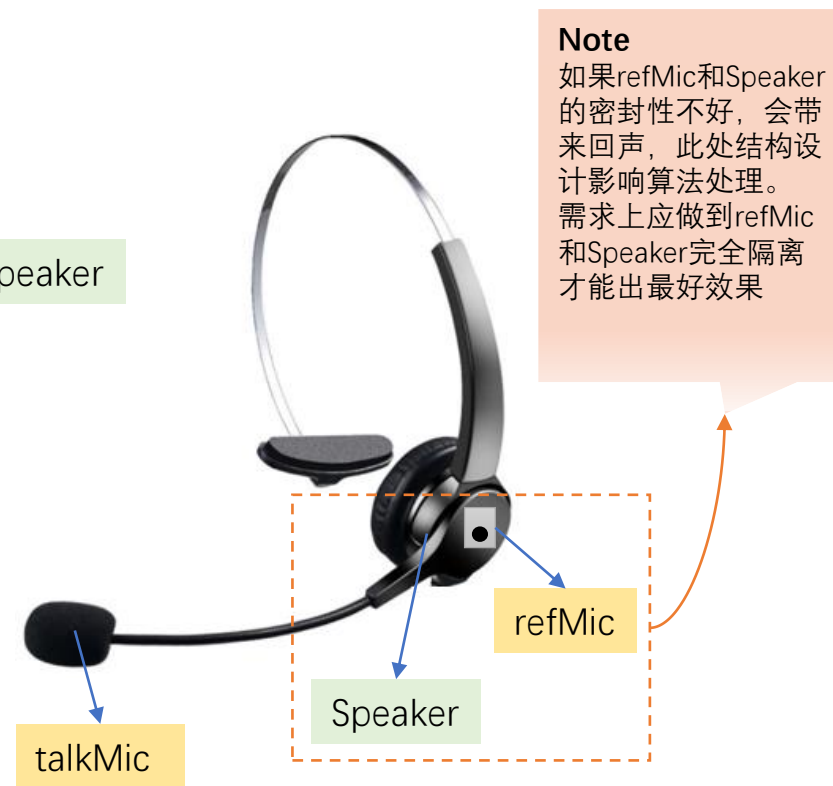 Note
如果refMic和Speaker
的密封性不好，会带
来回声，此处结构设
计影响算法处理。
需求上应做到refMic
和Speaker完全隔离
才能出最好效果
peaker
refMic
Speaker
talkMic